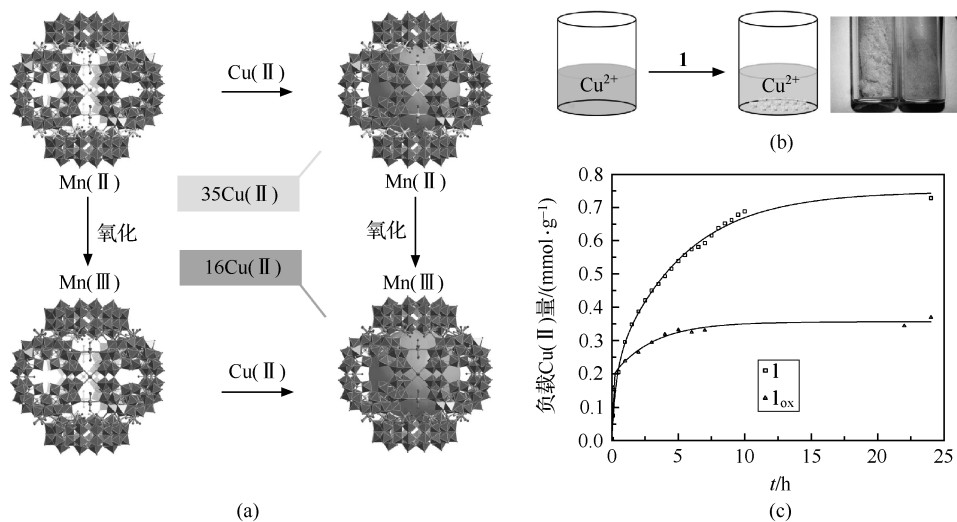 Cu(Ⅱ)
Mn(Ⅱ)
Mn(Ⅱ)
35Cu(Ⅱ)
氧化
氧化
16Cu(Ⅱ)
Mn(Ⅲ)
Mn(Ⅲ)
Cu(Ⅱ)
(a)
Cu²⁺
1
Cu²⁺
(b)
负载Cu(Ⅱ)量/(mmol·g⁻¹)
0.8
0.7
0.6
0.5
0.4
0.3
0.2
0.1
0.0
1
1ox
0 5 10 15 20 25
t/h
(c)